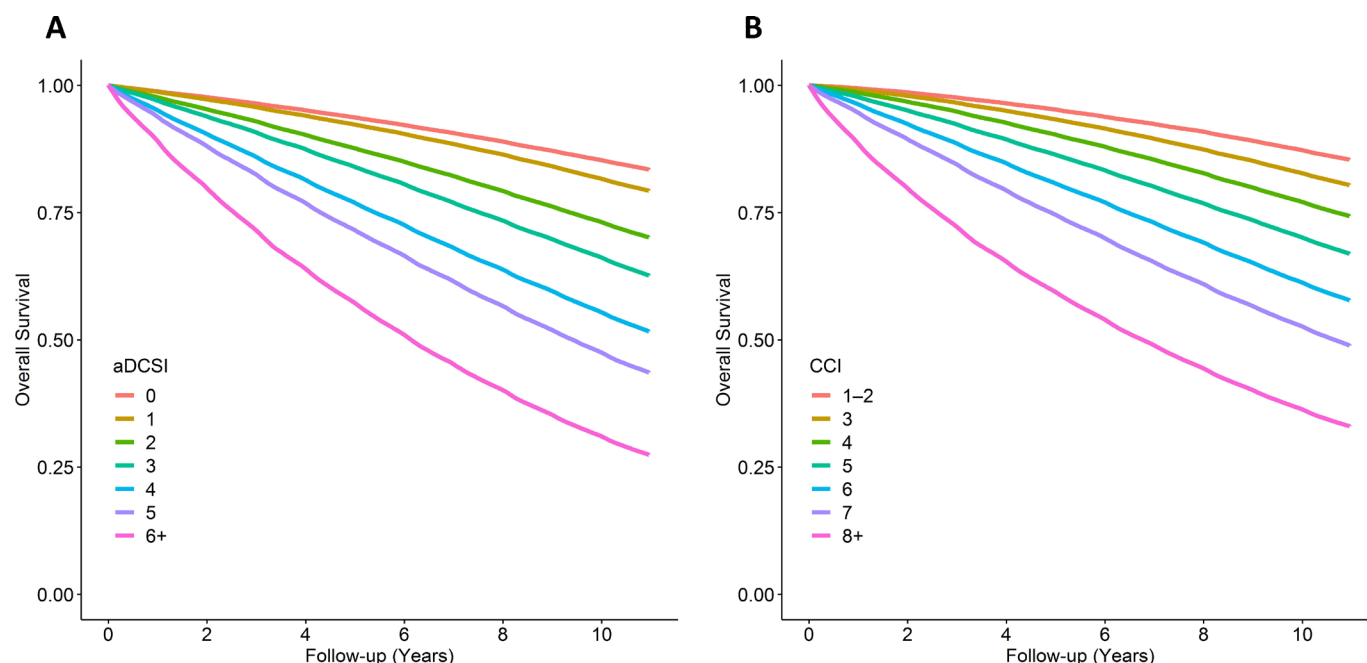 A
1.00
0.75
0.50
0.25
0.00
Overall Survival
aDCSI
0
1
2
3
4
5
6+
0 2 4 6 8 10
Follow-up (Years)
B
1.00
0.75
0.50
0.25
0.00
Overall Survival
CCI
1–2
3
4
5
6
7
8+
0 2 4 6 8 10
Follow-up (Years)